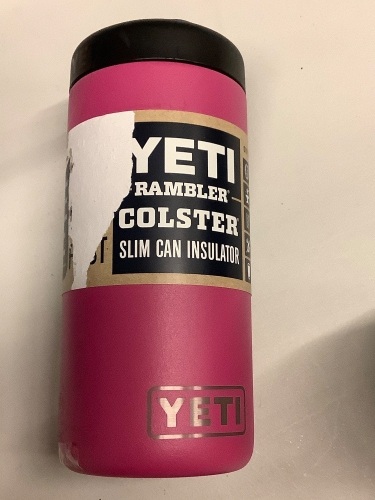 YETI
RAMBLER®
COLSTER®
SLIM CAN INSULATOR
YETI